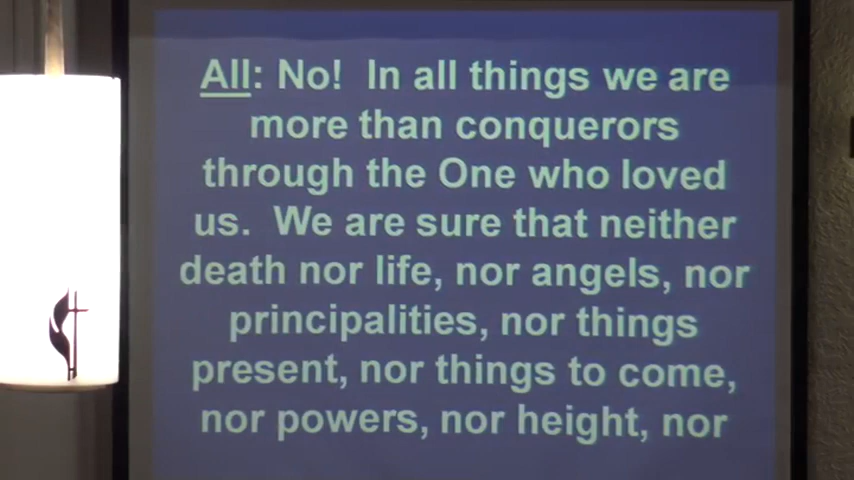 All: No! In all things we are
more than conquerors
through the One who loved
us. We are sure that neither
death nor life, nor angels, nor
principalities, nor things
present, nor things to come,
nor powers, nor height, nor